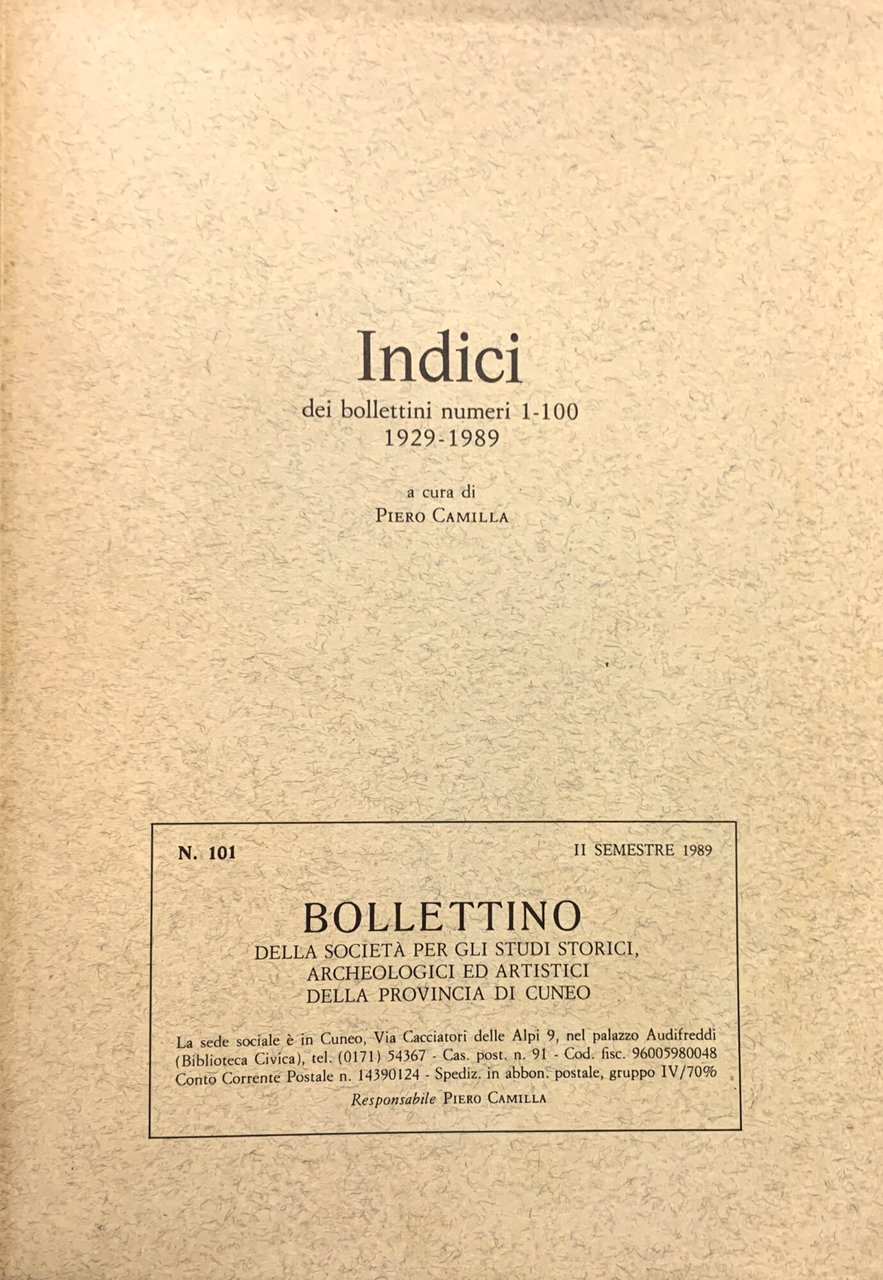 Indici
dei bollettini numeri 1-100
1929-1989
a cura di
PIERO CAMILLA
N. 101
II SEMESTRE 1989
BOLLETTINO
DELLA SOCIETÀ PER GLI STUDI STORICI,
ARCHEOLOGICI ED ARTISTICI
DELLA PROVINCIA DI CUNEO
La sede sociale è in Cuneo, Via Cacciatori delle Alpi 9, nel palazzo Audifreddi
(Biblioteca Civica), tel. (0171) 54367 - Cas. post. n. 91 - Cod. fisc. 96005980048
Conto Corrente Postale n. 14390124 - Spediz. in abbon. postale, gruppo IV/70%
Responsabile PIERO CAMILLA